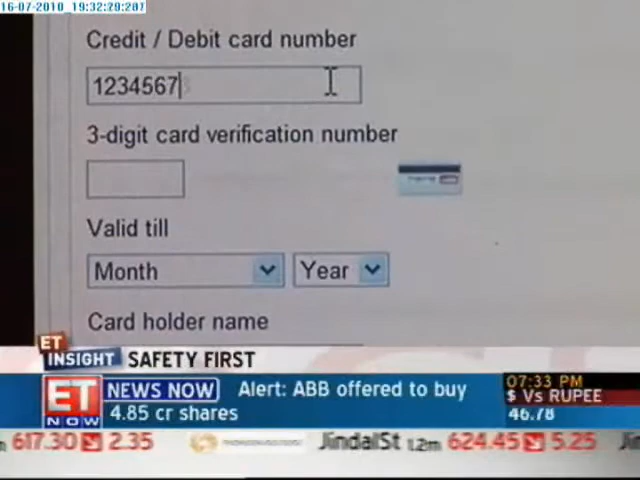 16-07-2010_19:32:29:287
Credit / Debit card number
1234567
3-digit card verification number
Valid till
Month
Year
Card holder name
ET
INSIGHT
SAFETY FIRST
ET
NOW
NEWS NOW
Alert: ABB offered to buy
4.85 cr shares
07:33 PM
$ Vs RUPEE
46.78
617.30 2.35
JindalSt 1.2m 624.45 5.25